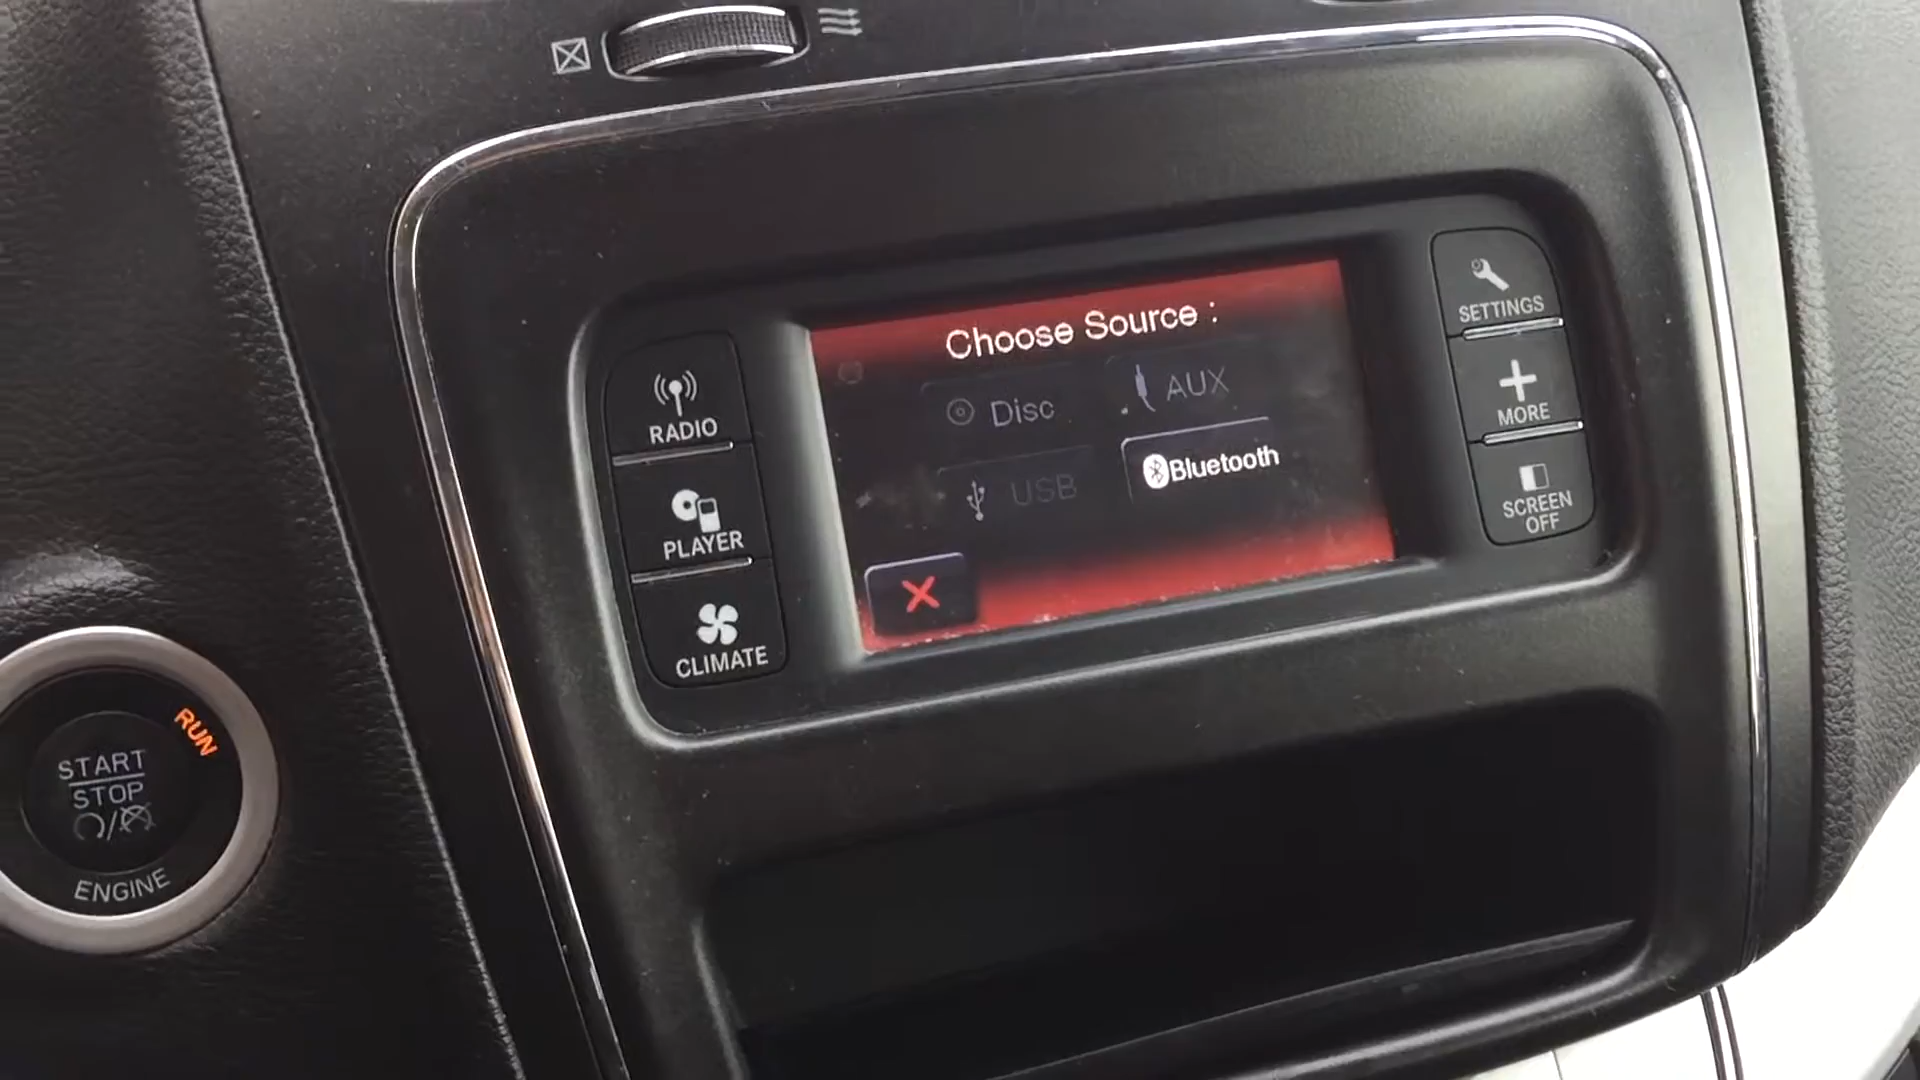 Choose Source :
Disc
AUX
USB
Bluetooth
RADIO
PLAYER
CLIMATE
SETTINGS
MORE
SCREEN
OFF
RUN
START
STOP
ENGINE